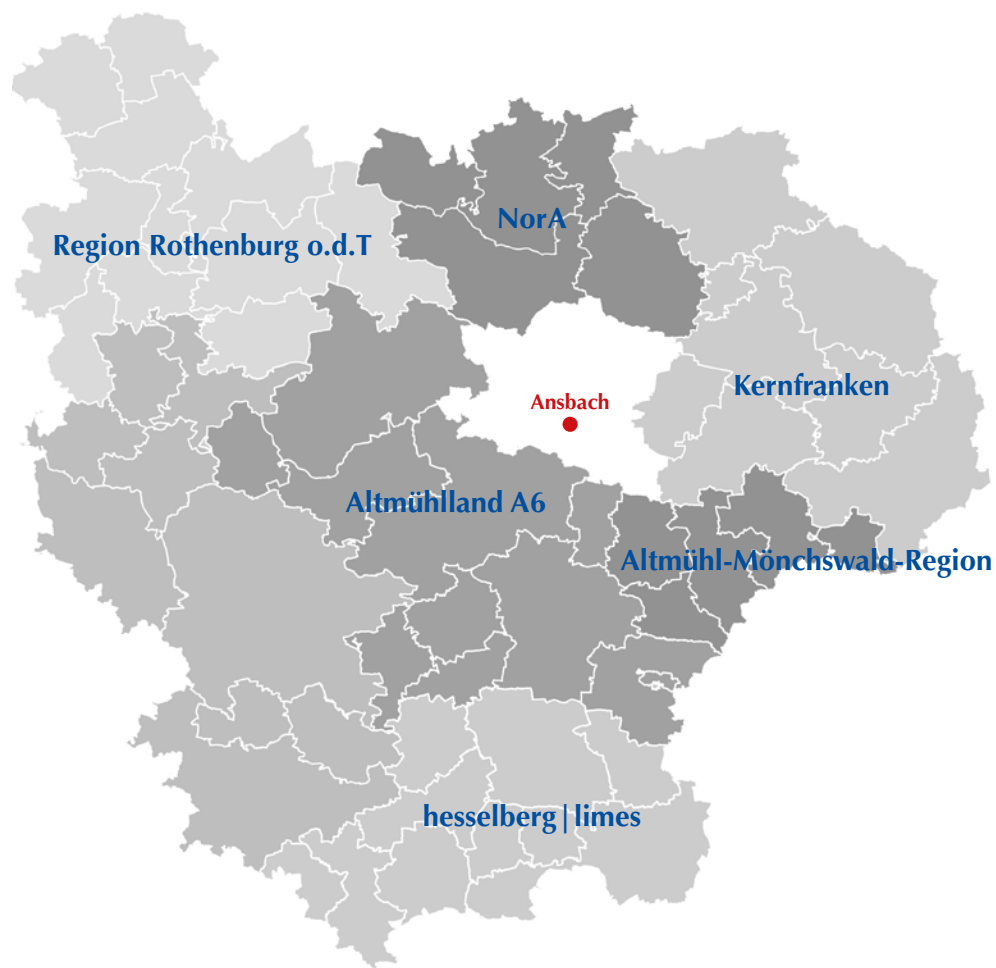 NorA
Region Rothenburg o.d.T
Kernfranken
Ansbach
Altmühlland A6
Altmühl-Mönchswald-Region
hesselberg|limes